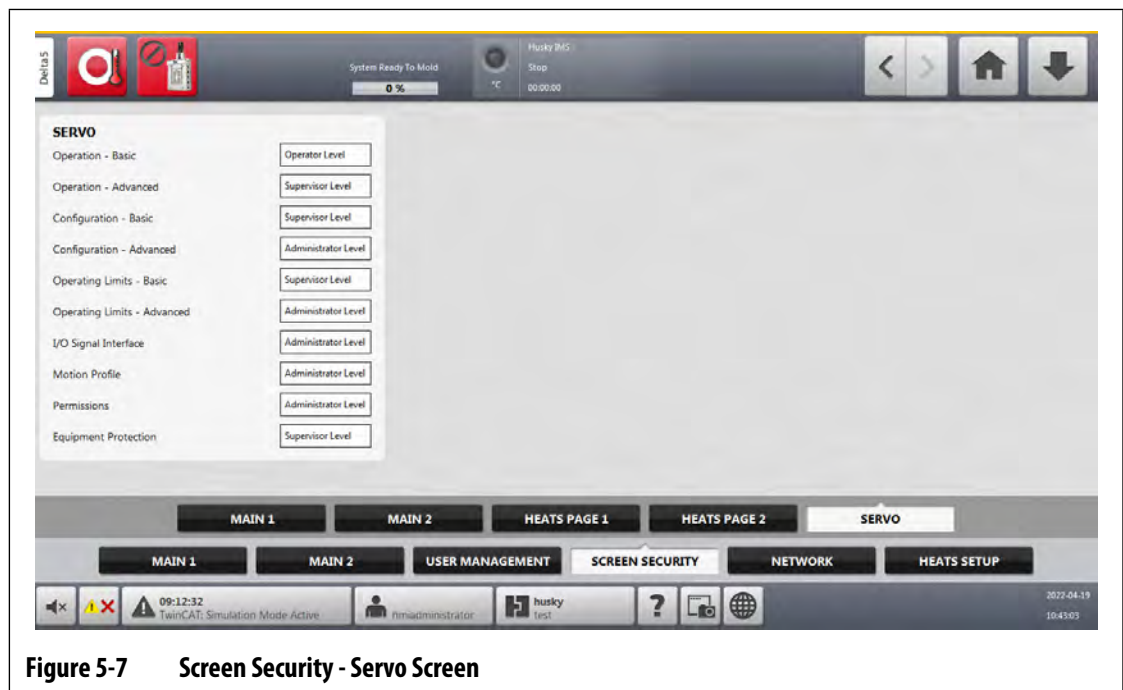 Delta5
System Ready To Mold
0 %
°C
Husky IMS
Stop
00:00:00
SERVO
Operation - Basic Operator Level
Operation - Advanced Supervisor Level
Configuration - Basic Supervisor Level
Configuration - Advanced Administrator Level
Operating Limits - Basic Supervisor Level
Operating Limits - Advanced Administrator Level
I/O Signal Interface Administrator Level
Motion Profile Administrator Level
Permissions Administrator Level
Equipment Protection Supervisor Level
MAIN 1 MAIN 2 HEATS PAGE 1 HEATS PAGE 2 SERVO
MAIN 1 MAIN 2 USER MANAGEMENT SCREEN SECURITY NETWORK HEATS SETUP
09:12:32
TwinCAT: Simulation Mode Active
nmiadministrator
husky
test
?
2022-04-19
10:43:03
Figure 5-7 Screen Security - Servo Screen